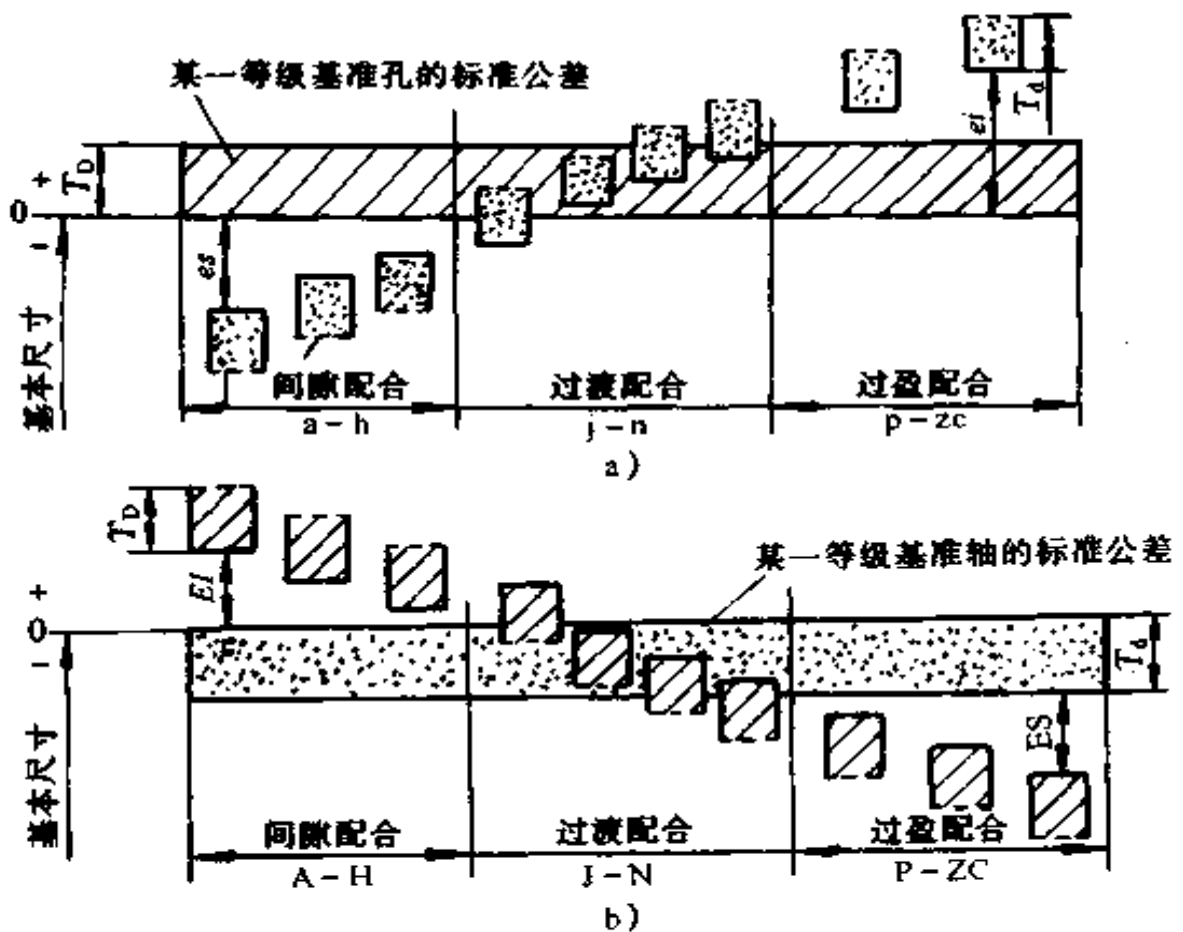 某一等级基准孔的标准公差
T_D
+
0
-
es
ei
T_d
基本尺寸
间隙配合
过渡配合
过盈配合
a-h
j-n
p-zc
a)
T_D
EI
+
0
-
某一等级基准轴的标准公差
T_d
ES
基本尺寸
间隙配合
过渡配合
过盈配合
A-H
J-N
P-ZC
b)